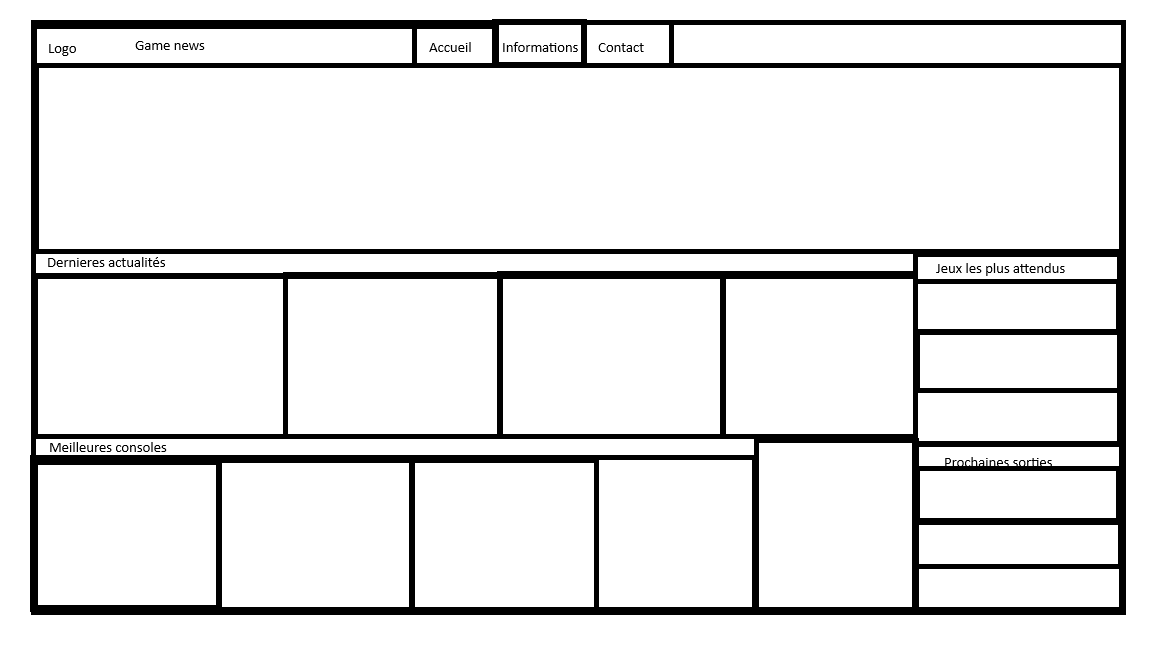 Logo
Game news
Accueil
Informations
Contact
Dernieres actualités
Jeux les plus attendus
Meilleures consoles
Prochaines sorties